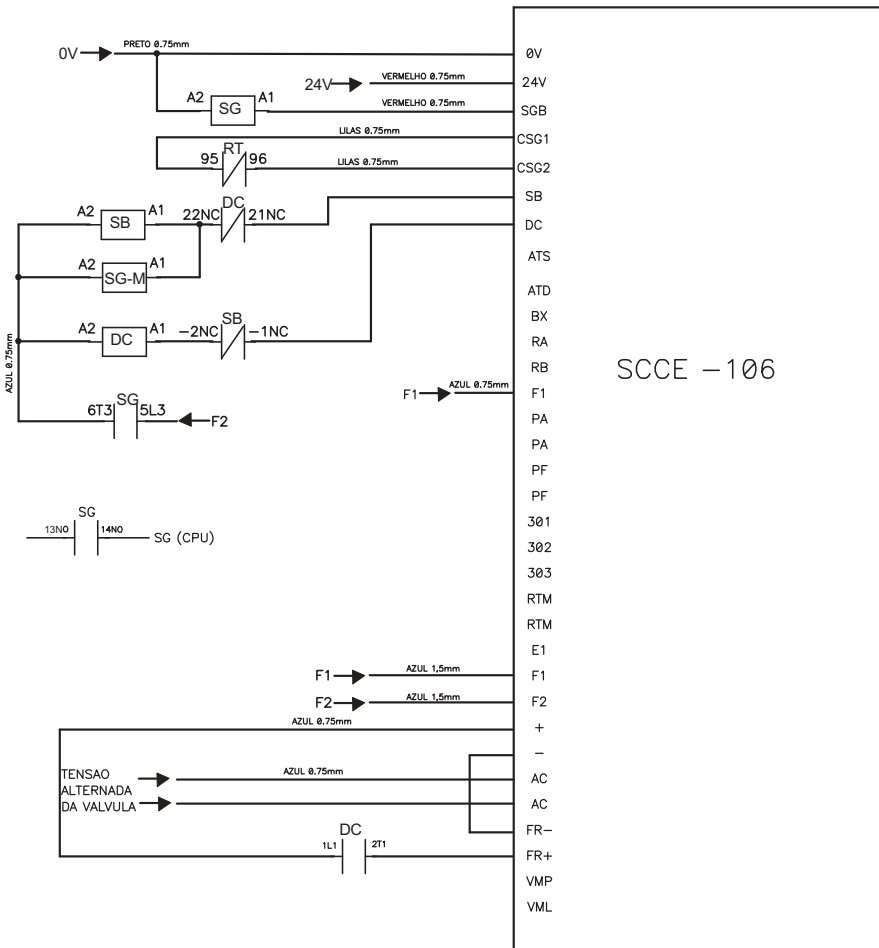 0V PRETO 0.75mm 0V
24V VERMELHO 0.75mm 24V
A2 SG A1 VERMELHO 0.75mm SGB
LILAS 0.75mm CSG1
95 RT 96 LILAS 0.75mm CSG2
SB
A2 SB A1 22NC DC 21NC DC
A2 SG-M A1 ATS
ATD
BX
A2 DC A1 -2NC SB -1NC RA
RB
SCCE -106
AZUL 0.75mm
F1 AZUL 0.75mm F1
6T3 SG 5L3 F2 PA
PA
PF
PF
SG
13NO 14NO SG (CPU)
301
302
303
RTM
RTM
E1
F1 AZUL 1,5mm F1
F2 AZUL 1,5mm F2
AZUL 0.75mm +
-
TENSAO AZUL 0.75mm AC
ALTERNADA
DA VALVULA AC
FR-
1L1 DC 2T1 FR+
VMP
VML